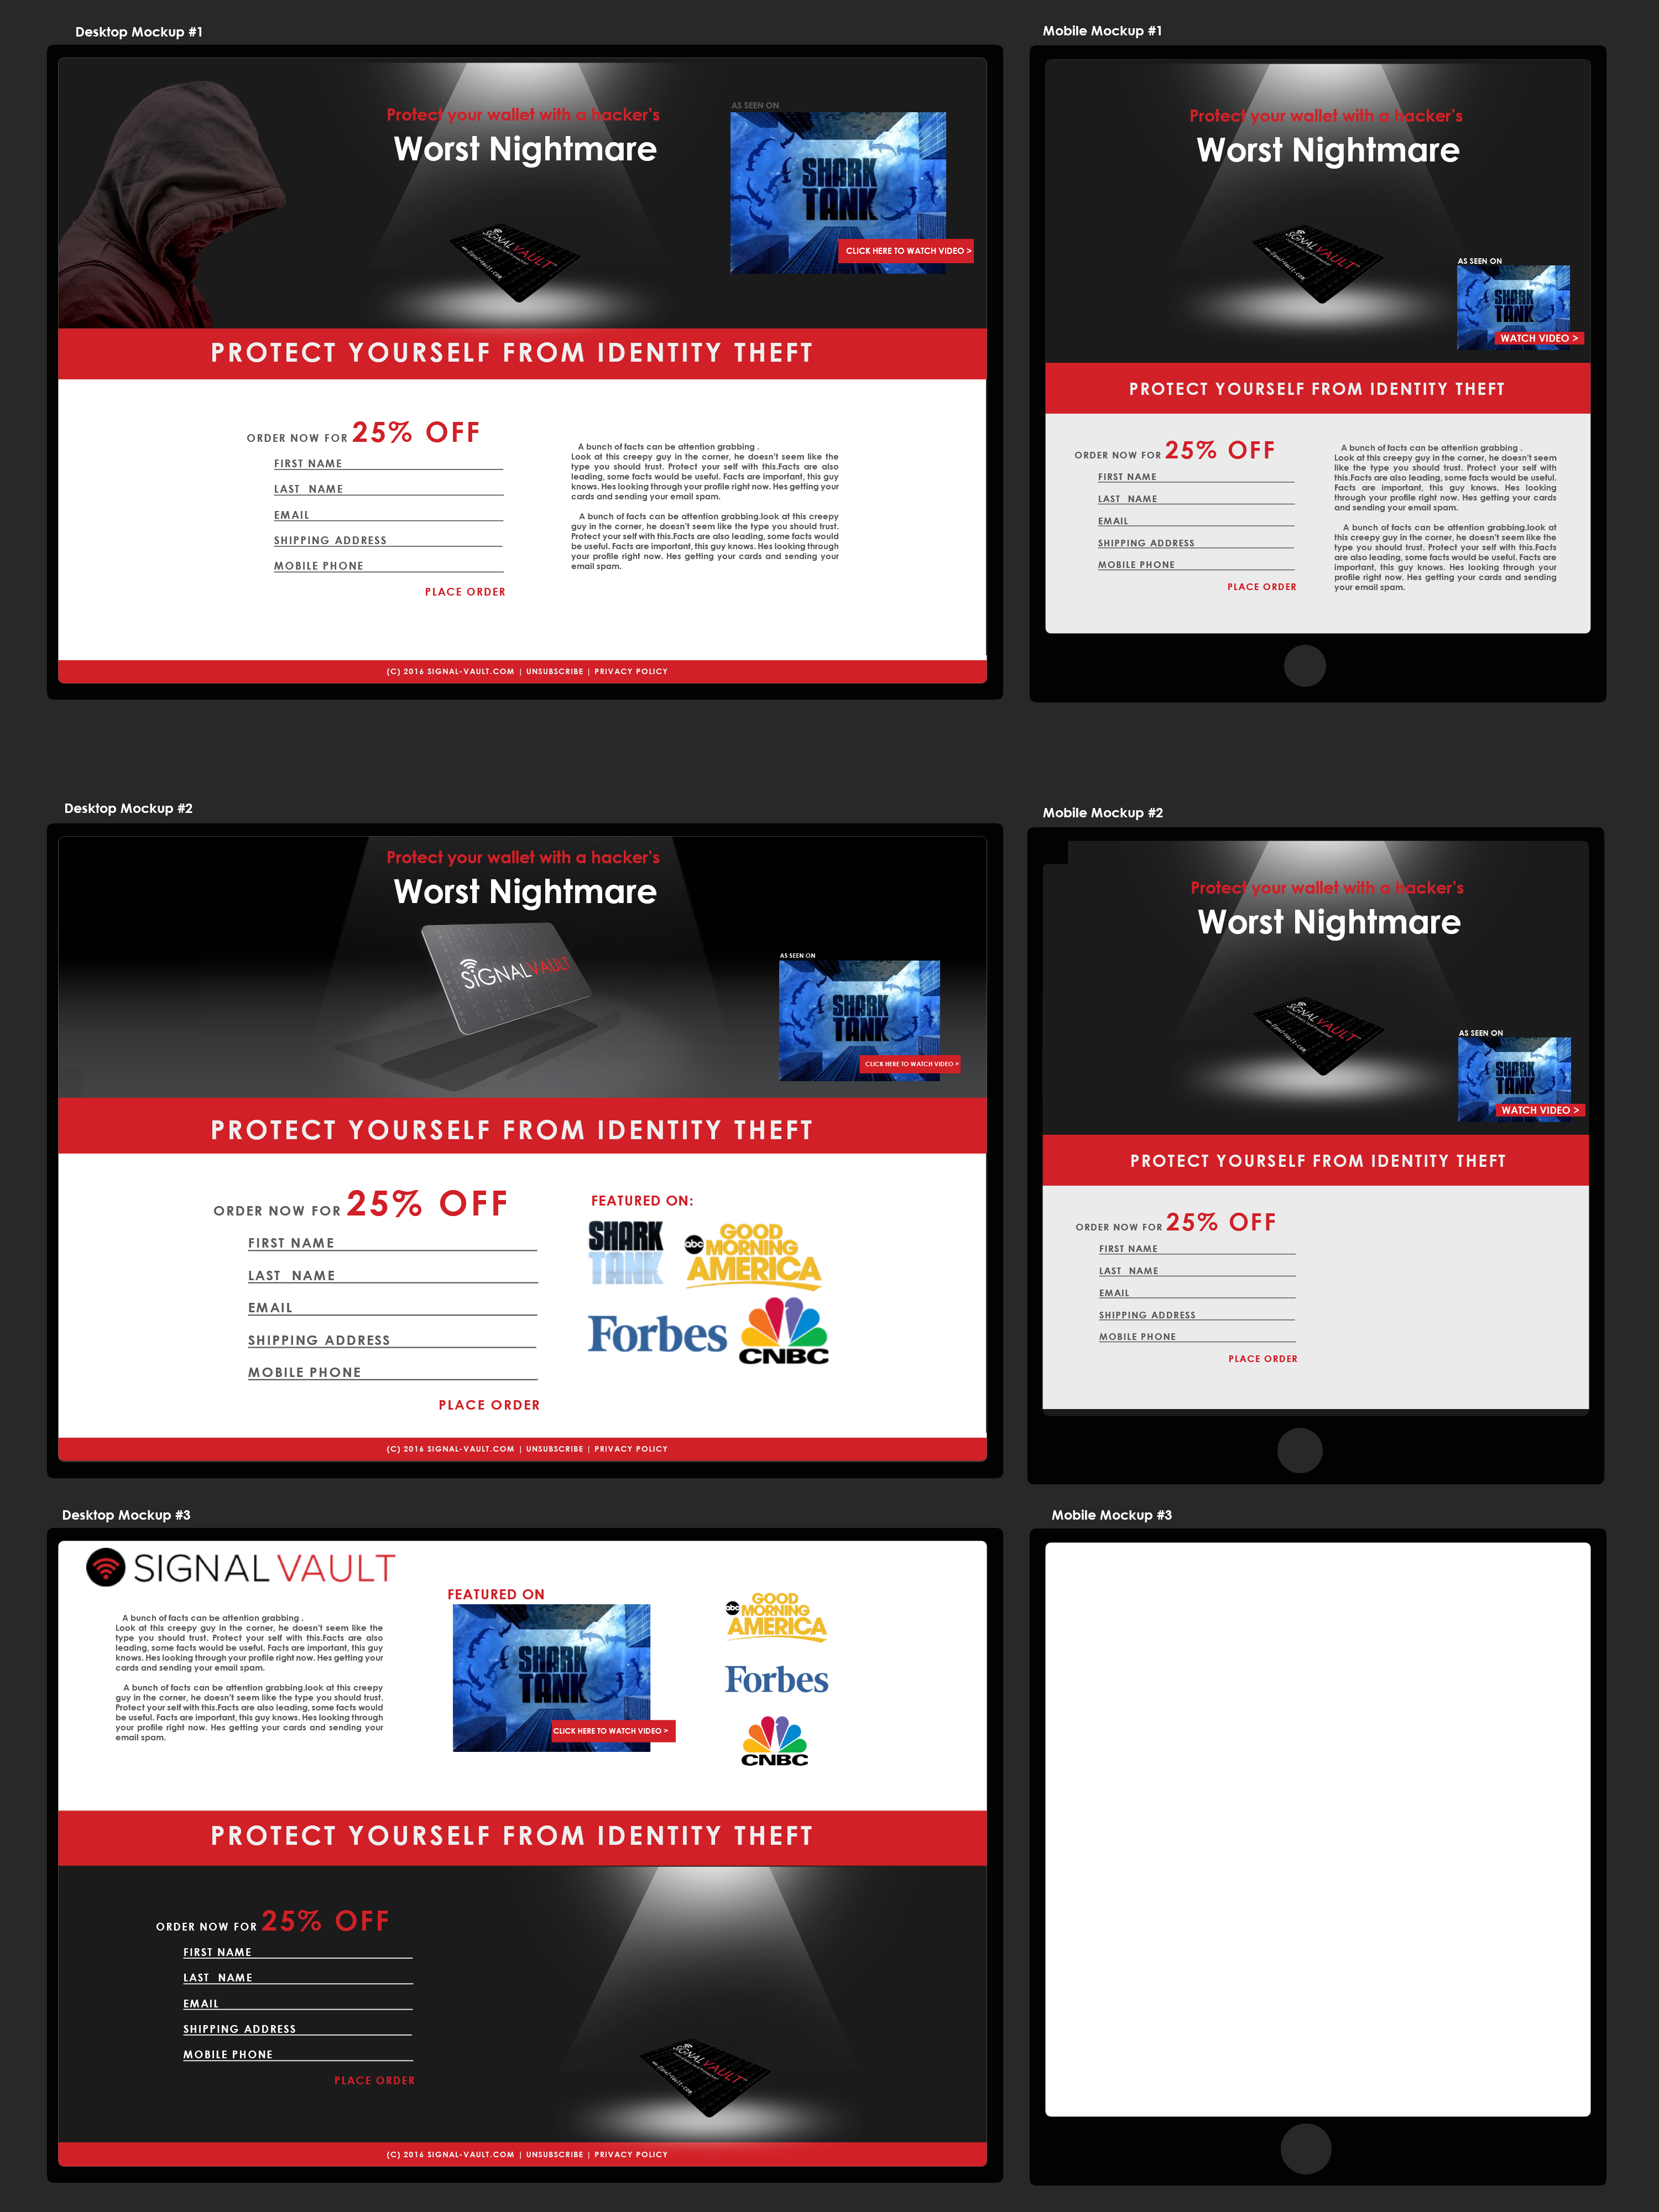 Desktop Mockup #1
Protect your wallet with a hacker's
Worst Nightmare
SIGNALVAULT
AS SEEN ON
SHARK
TANK
CLICK HERE TO WATCH VIDEO >
PROTECT YOURSELF FROM IDENTITY THEFT
ORDER NOW FOR 25% OFF
FIRST NAME
LAST NAME
EMAIL
SHIPPING ADDRESS
MOBILE PHONE
PLACE ORDER
A bunch of facts can be attention grabbing .
Look at this creepy guy in the corner, he doesn't seem like the
type you should trust. Protect your self with this.Facts are also
leading, some facts would be useful. Facts are important, this guy
knows. Hes looking through your profile right now. Hes getting your
cards and sending your email spam.
A bunch of facts can be attention grabbing.look at this creepy
guy in the corner, he doesn't seem like the type you should trust.
Protect your self with this.Facts are also leading, some facts would
be useful. Facts are important, this guy knows. Hes looking through
your profile right now. Hes getting your cards and sending your
email spam.
(C) 2016 SIGNAL-VAULT.COM | UNSUBSCRIBE | PRIVACY POLICY
Mobile Mockup #1
Protect your wallet with a hacker's
Worst Nightmare
SIGNALVAULT
AS SEEN ON
SHARK
TANK
WATCH VIDEO >
PROTECT YOURSELF FROM IDENTITY THEFT
ORDER NOW FOR 25% OFF
FIRST NAME
LAST NAME
EMAIL
SHIPPING ADDRESS
MOBILE PHONE
PLACE ORDER
A bunch of facts can be attention grabbing .
Look at this creepy guy in the corner, he doesn't seem
like the type you should trust. Protect your self with
this.Facts are also leading, some facts would be useful.
Facts are important, this guy knows. Hes looking
through your profile right now. Hes getting your cards
and sending your email spam.
A bunch of facts can be attention grabbing.look at
this creepy guy in the corner, he doesn't seem like the
type you should trust. Protect your self with this.Facts
are also leading, some facts would be useful. Facts are
important, this guy knows. Hes looking through your
profile right now. Hes getting your cards and sending
your email spam.
Desktop Mockup #2
Protect your wallet with a hacker's
Worst Nightmare
SIGNALVAULT
AS SEEN ON
SHARK
TANK
CLICK HERE TO WATCH VIDEO >
PROTECT YOURSELF FROM IDENTITY THEFT
ORDER NOW FOR 25% OFF
FIRST NAME
LAST NAME
EMAIL
SHIPPING ADDRESS
MOBILE PHONE
PLACE ORDER
FEATURED ON:
SHARK
TANK
abc GOOD
MORNING
AMERICA
Forbes
CNBC
(C) 2016 SIGNAL-VAULT.COM | UNSUBSCRIBE | PRIVACY POLICY
Mobile Mockup #2
Protect your wallet with a hacker's
Worst Nightmare
SIGNALVAULT
AS SEEN ON
SHARK
TANK
WATCH VIDEO >
PROTECT YOURSELF FROM IDENTITY THEFT
ORDER NOW FOR 25% OFF
FIRST NAME
LAST NAME
EMAIL
SHIPPING ADDRESS
MOBILE PHONE
PLACE ORDER
Desktop Mockup #3
SIGNALVAULT
A bunch of facts can be attention grabbing .
Look at this creepy guy in the corner, he doesn't seem like the
type you should trust. Protect your self with this.Facts are also
leading, some facts would be useful. Facts are important, this guy
knows. Hes looking through your profile right now. Hes getting your
cards and sending your email spam.
A bunch of facts can be attention grabbing.look at this creepy
guy in the corner, he doesn't seem like the type you should trust.
Protect your self with this.Facts are also leading, some facts would
be useful. Facts are important, this guy knows. Hes looking through
your profile right now. Hes getting your cards and sending your
email spam.
FEATURED ON
SHARK
TANK
CLICK HERE TO WATCH VIDEO >
abc GOOD
MORNING
AMERICA
Forbes
CNBC
PROTECT YOURSELF FROM IDENTITY THEFT
ORDER NOW FOR 25% OFF
FIRST NAME
LAST NAME
EMAIL
SHIPPING ADDRESS
MOBILE PHONE
PLACE ORDER
SIGNALVAULT
(C) 2016 SIGNAL-VAULT.COM | UNSUBSCRIBE | PRIVACY POLICY
Mobile Mockup #3